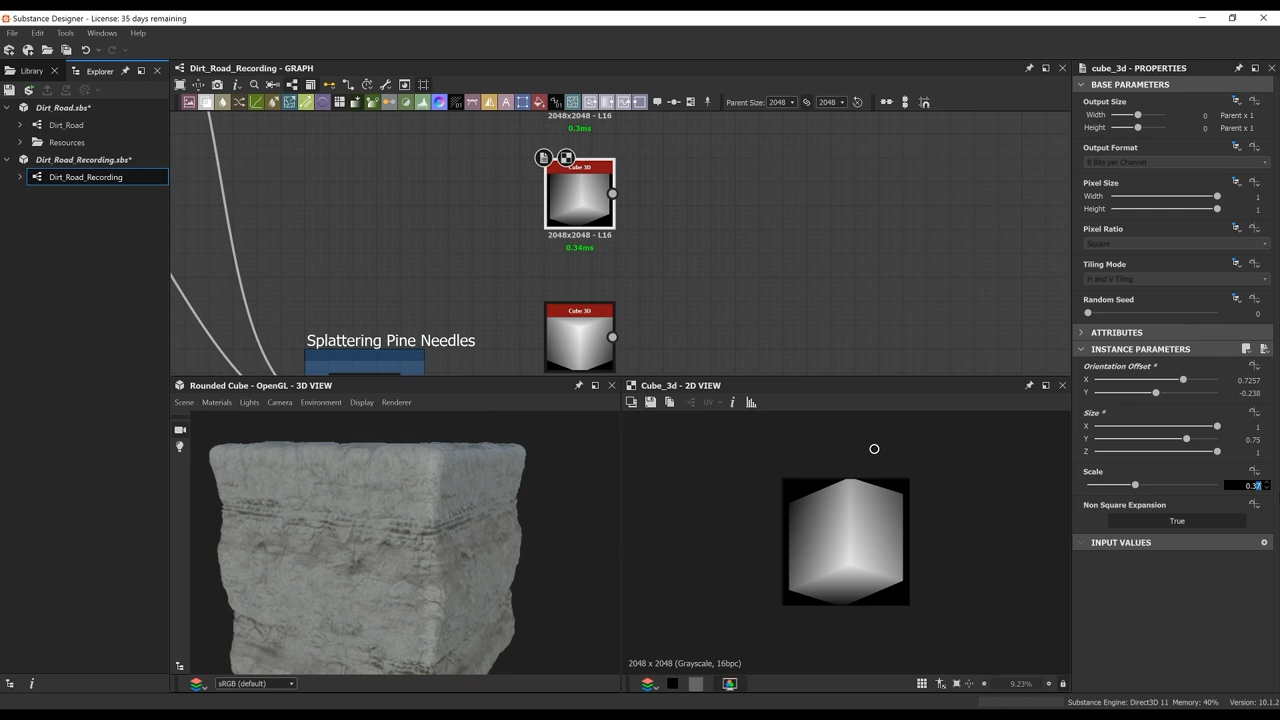 Substance Designer - License: 35 days remaining
File Edit Tools Windows Help
Library Explorer
Dirt_Road_Recording - GRAPH
cube_3d - PROPERTIES
Parent Size: 2048 2048
Dirt_Road.sbs*
Dirt_Road
Resources
Dirt_Road_Recording.sbs*
Dirt_Road_Recording
2048x2048 - L16
0.3ms
Cube 3D
2048x2048 - L16
0.34ms
Cube 3D
Splattering Pine Needles
BASE PARAMETERS
Output Size
Width 0 Parent x 1
Height 0 Parent x 1
Output Format
8 Bits per Channel
Pixel Size
Width 1
Height 1
Pixel Ratio
Square
Tiling Mode
H and V Tiling
Random Seed
0
ATTRIBUTES
INSTANCE PARAMETERS
Orientation Offset *
X 0.7257
Y -0.238
Size *
X 1
Y 0.75
Z 1
Scale
0.37
Non Square Expansion
True
INPUT VALUES
Rounded Cube - OpenGL - 3D VIEW
Scene Materials Lights Camera Environment Display Renderer
sRGB (default)
Cube_3d - 2D VIEW
UV
2048 x 2048 (Grayscale, 16bpc)
9.23%
Substance Engine: Direct3D 11 Memory: 40% Version: 10.1.2